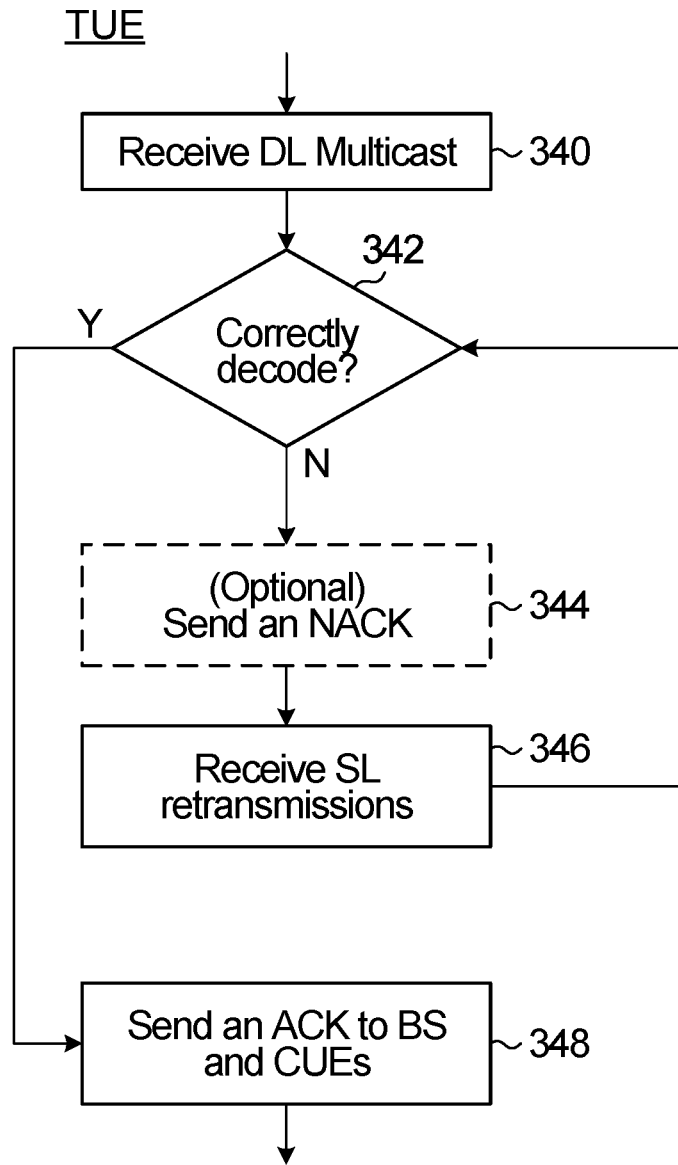 TUE
Receive DL Multicast
340
342
Y
Correctly
decode?
N
(Optional)
Send an NACK
344
Receive SL
retransmissions
346
Send an ACK to BS
and CUEs
348